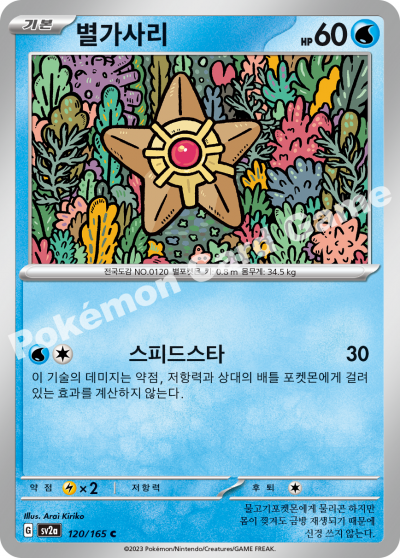 기본 별가사리 HP 60
전국도감 NO.0120 별포켓몬 키 0.8 m 몸무게: 34.5 kg
Pokémon Card Game
스피드스타 30
이 기술의 데미지는 약점, 저항력과 상대의 배틀 포켓몬에게 걸려
있는 효과를 계산하지 않는다.
약점 ×2 저항력 후퇴
Illus. Arai Kiriko
G sv2a 120/165 C
물고기포켓몬에게 물리곤 하지만
몸이 찢겨도 금방 재생되기 때문에
신경 쓰지 않는다.
©2023 Pokémon/Nintendo/Creatures/GAME FREAK.